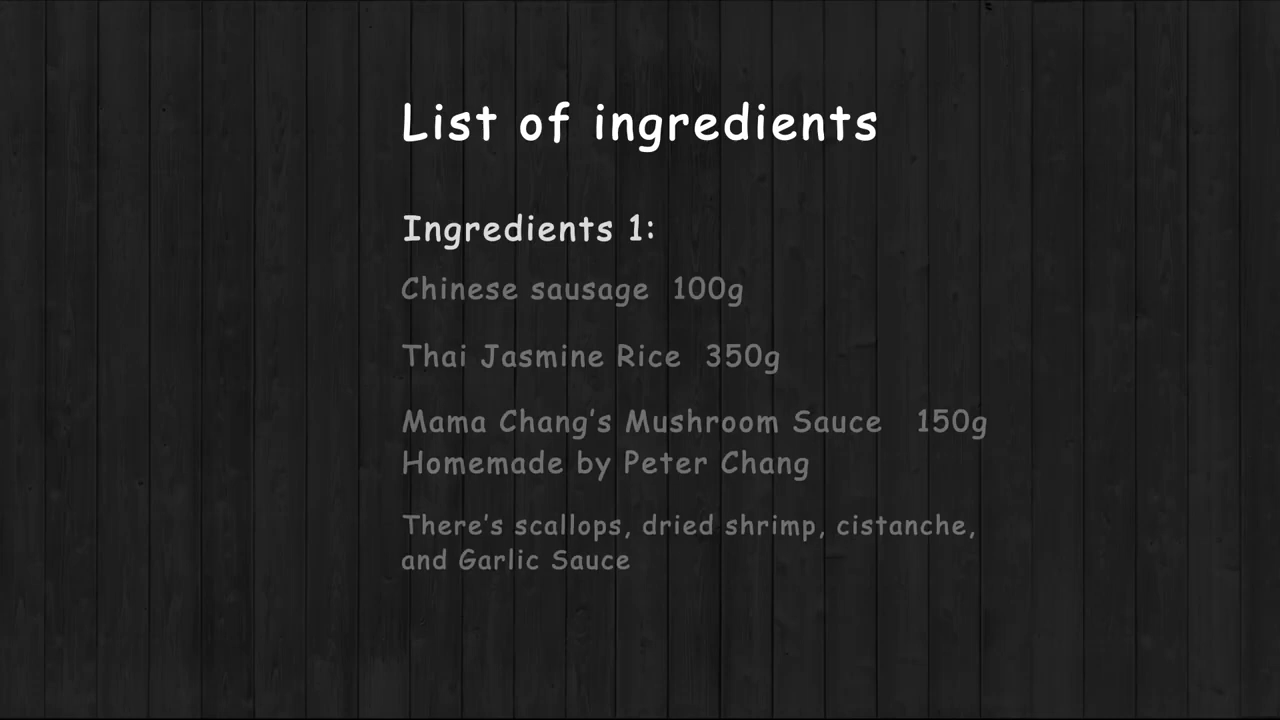 List of ingredients
Ingredients 1:
Chinese sausage 100g
Thai Jasmine Rice 350g
Mama Chang's Mushroom Sauce 150g
Homemade by Peter Chang
There's scallops, dried shrimp, cistanche,
and Garlic Sauce